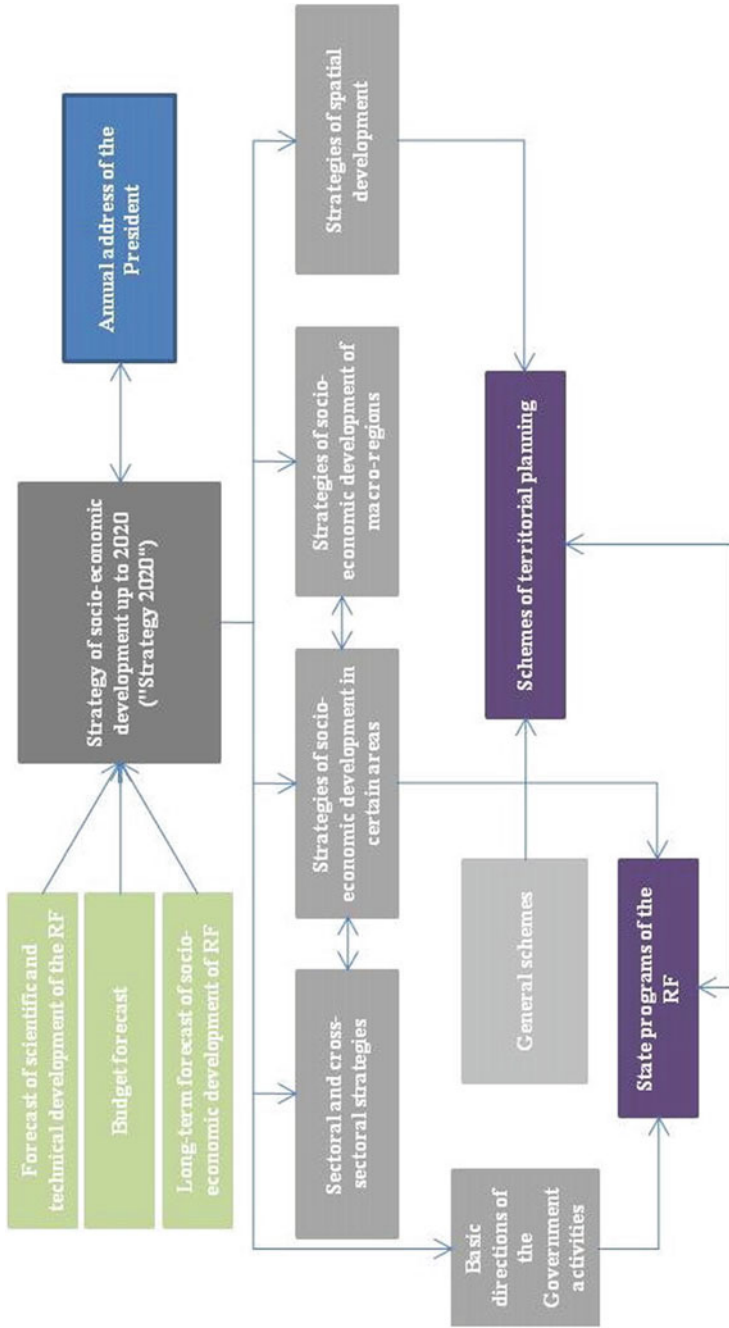 Forecast of scientific and
technical development of the RF
Budget forecast
Long-term forecast of socio-
economic development of RF
Strategy of socio-economic
development up to 2020
("Strategy 2020")
Annual address of the
President
Sectoral and cross-
sectoral strategies
Strategies of socio-
economic development in
certain areas
Strategies of socio-
economic development of
macro-regions
Strategies of spatial
development
Basic
directions of
the
Government
activities
General schemes
Schemes of territorial planning
State programs of the
RF